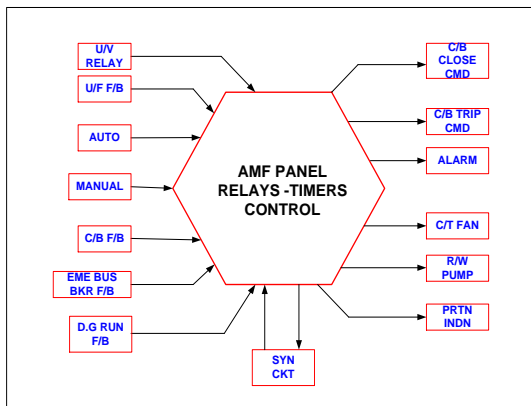 U/V
RELAY
U/F F/B
AUTO
MANUAL
C/B F/B
EME BUS
BKR F/B
D.G RUN
F/B
AMF PANEL
RELAYS -TIMERS
CONTROL
SYN
CKT
C/B
CLOSE
CMD
C/B TRIP
CMD
ALARM
C/T FAN
R/W
PUMP
PRTN
INDN